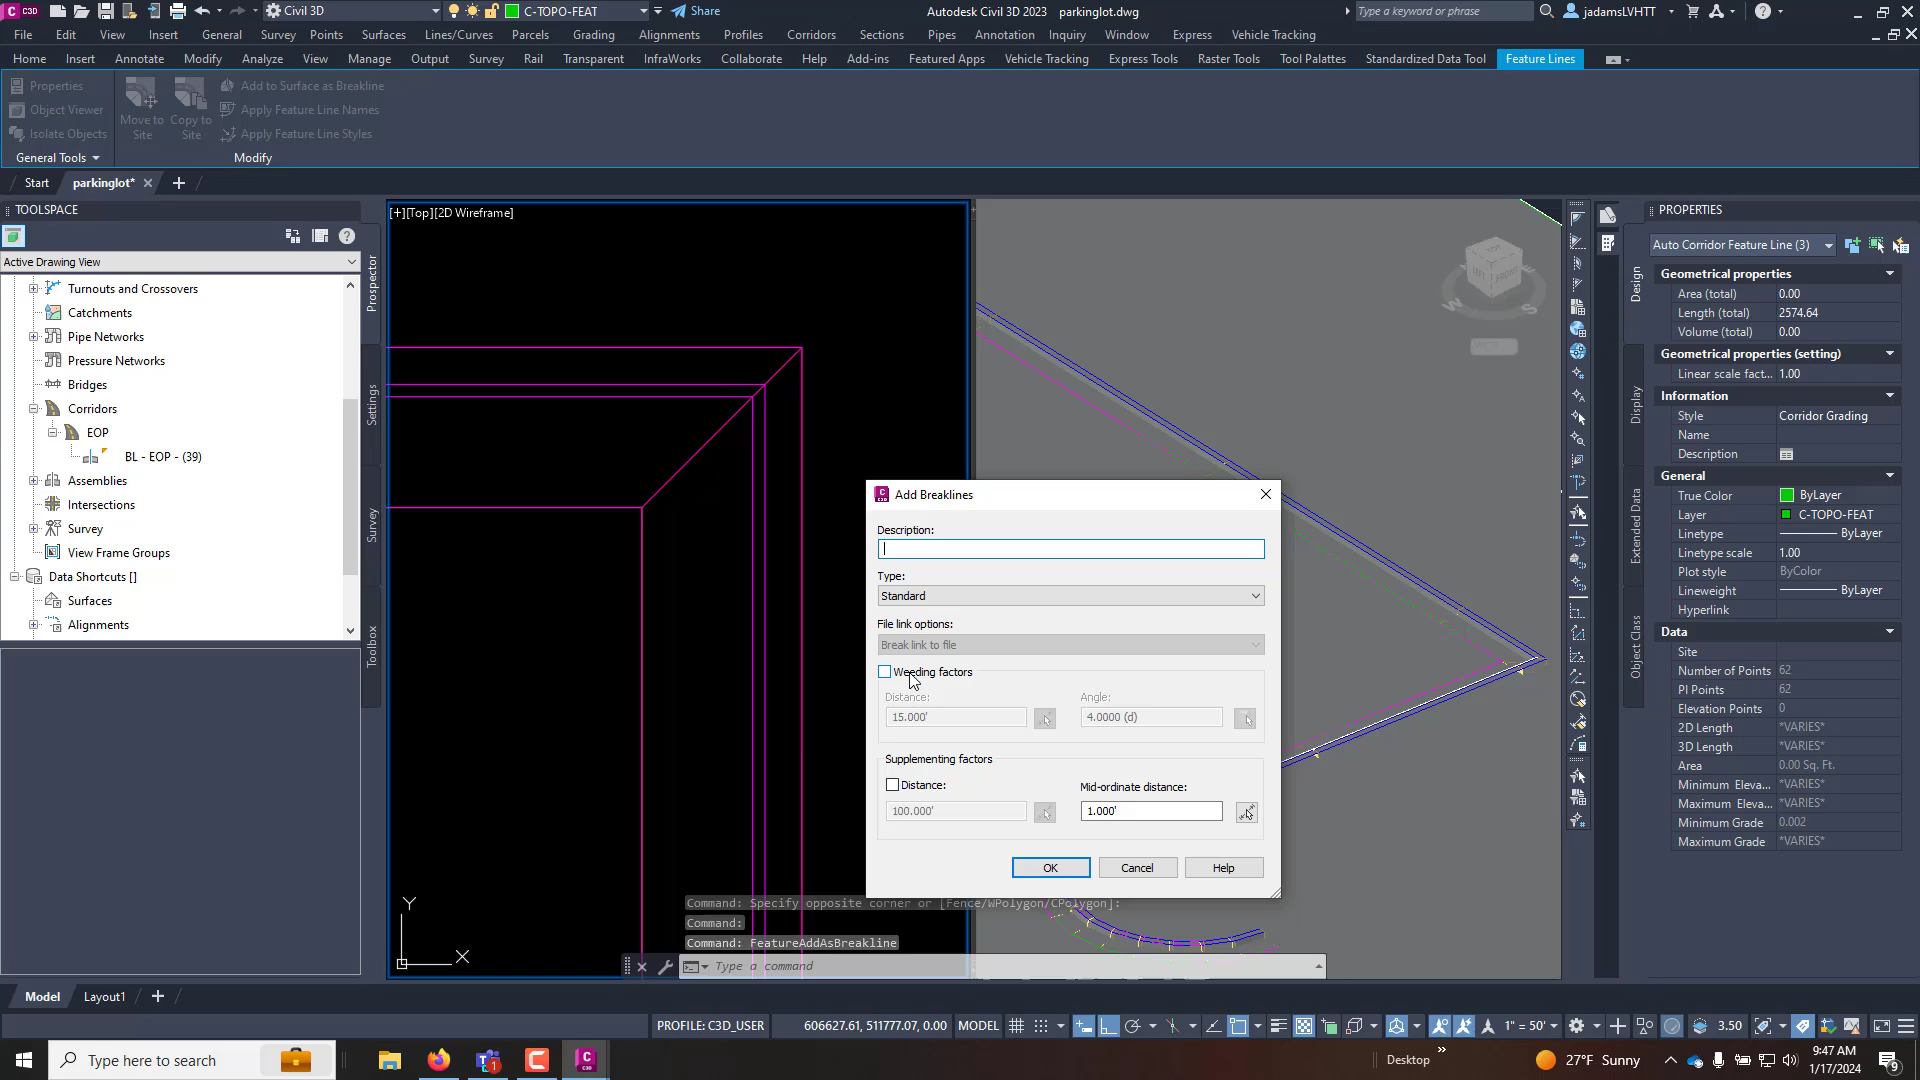 C3D
Civil 3D
C-TOPO-FEAT
Share
Autodesk Civil 3D 2023 parkinglot.dwg
Type a keyword or phrase
jadamsLVHTT
File Edit View Insert General Survey Points Surfaces Lines/Curves Parcels Grading Alignments Profiles Corridors Sections Pipes Annotation Inquiry Window Express Vehicle Tracking
Home Insert Annotate Modify Analyze View Manage Output Survey Rail Transparent InfraWorks Collaborate Help Add-ins Featured Apps Vehicle Tracking Express Tools Raster Tools Tool Palettes Standardized Data Tool Feature Lines
Properties
Object Viewer
Isolate Objects
Move to Site
Copy to Site
Add to Surface as Breakline
Apply Feature Line Names
Apply Feature Line Styles
General Tools
Modify
Start parkinglot*
TOOLSPACE
Active Drawing View
Turnouts and Crossovers
Catchments
Pipe Networks
Pressure Networks
Bridges
Corridors
EOP
BL - EOP - (39)
Assemblies
Intersections
Survey
View Frame Groups
Data Shortcuts []
Surfaces
Alignments
Prospector
Settings
Survey
Toolbox
[+][Top][2D Wireframe]
Y
X
TOP
LEFT
FRONT
W
S
Add Breaklines
Description:
Type:
Standard
File link options:
Break link to file
Weeding factors
Distance: Angle:
15.000' 4.0000 (d)
Supplementing factors
Distance: Mid-ordinate distance:
100.000' 1.000'
OK Cancel Help
Command: Specify opposite corner or [Fence/WPolygon/CPolygon]:
Command:
Command: FeatureAddAsBreakline
Type a command
PROPERTIES
Auto Corridor Feature Line (3)
Design
Display
Extended Data
Object Class
Geometrical properties
Area (total) 0.00
Length (total) 2574.64
Volume (total) 0.00
Geometrical properties (setting)
Linear scale fact... 1.00
Information
Style Corridor Grading
Name
Description
General
True Color ByLayer
Layer C-TOPO-FEAT
Linetype ByLayer
Linetype scale 1.00
Plot style ByColor
Lineweight ByLayer
Hyperlink
Data
Site
Number of Points 62
PI Points 62
Elevation Points 0
2D Length *VARIES*
3D Length *VARIES*
Area 0.00 Sq. Ft.
Minimum Eleva... *VARIES*
Maximum Eleva... *VARIES*
Minimum Grade 0.002
Maximum Grade *VARIES*
Model Layout1
PROFILE: C3D_USER 606627.61, 511777.07, 0.00 MODEL 1" = 50' 3.50
Type here to search
Desktop
27°F Sunny
9:47 AM
1/17/2024